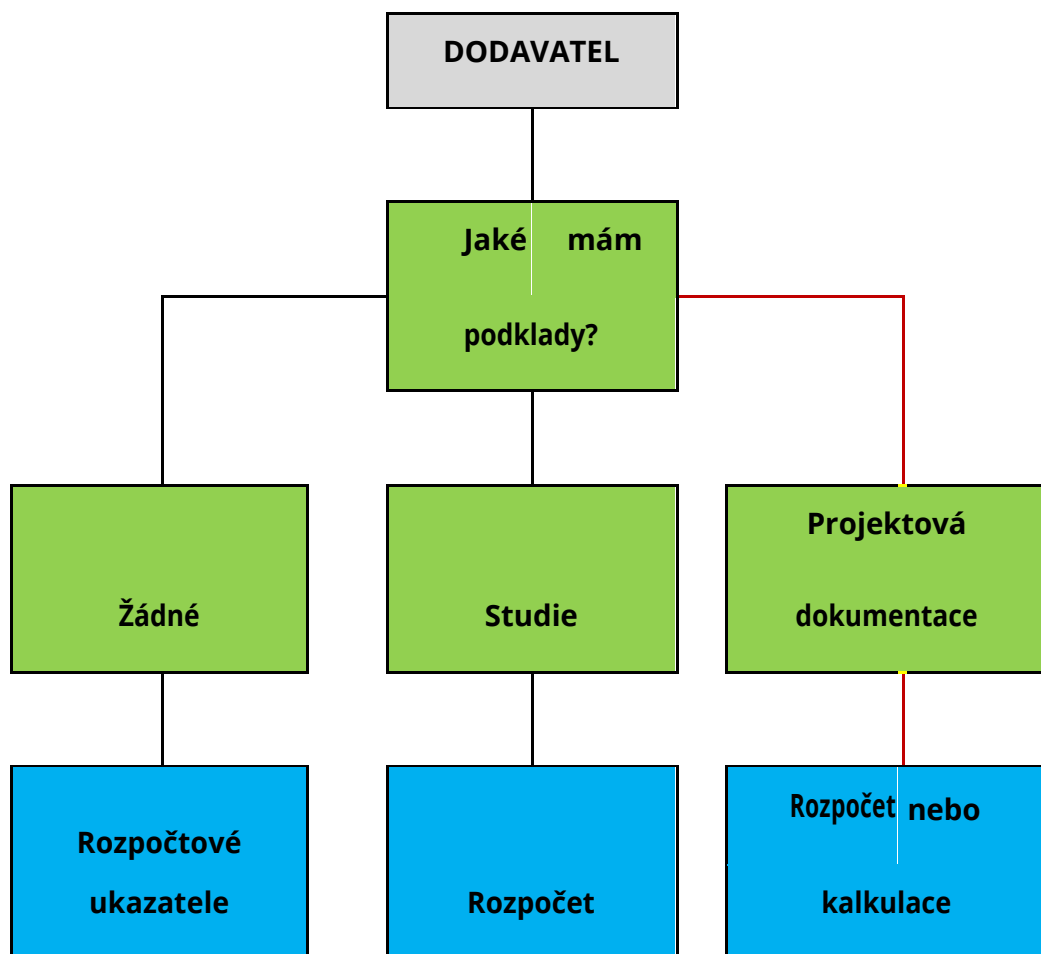 DODAVATEL
Jaké mám
podklady?
Žádné
Studie
Projektová
dokumentace
Rozpočtové
ukazatele
Rozpočet
Rozpočet nebo
kalkulace